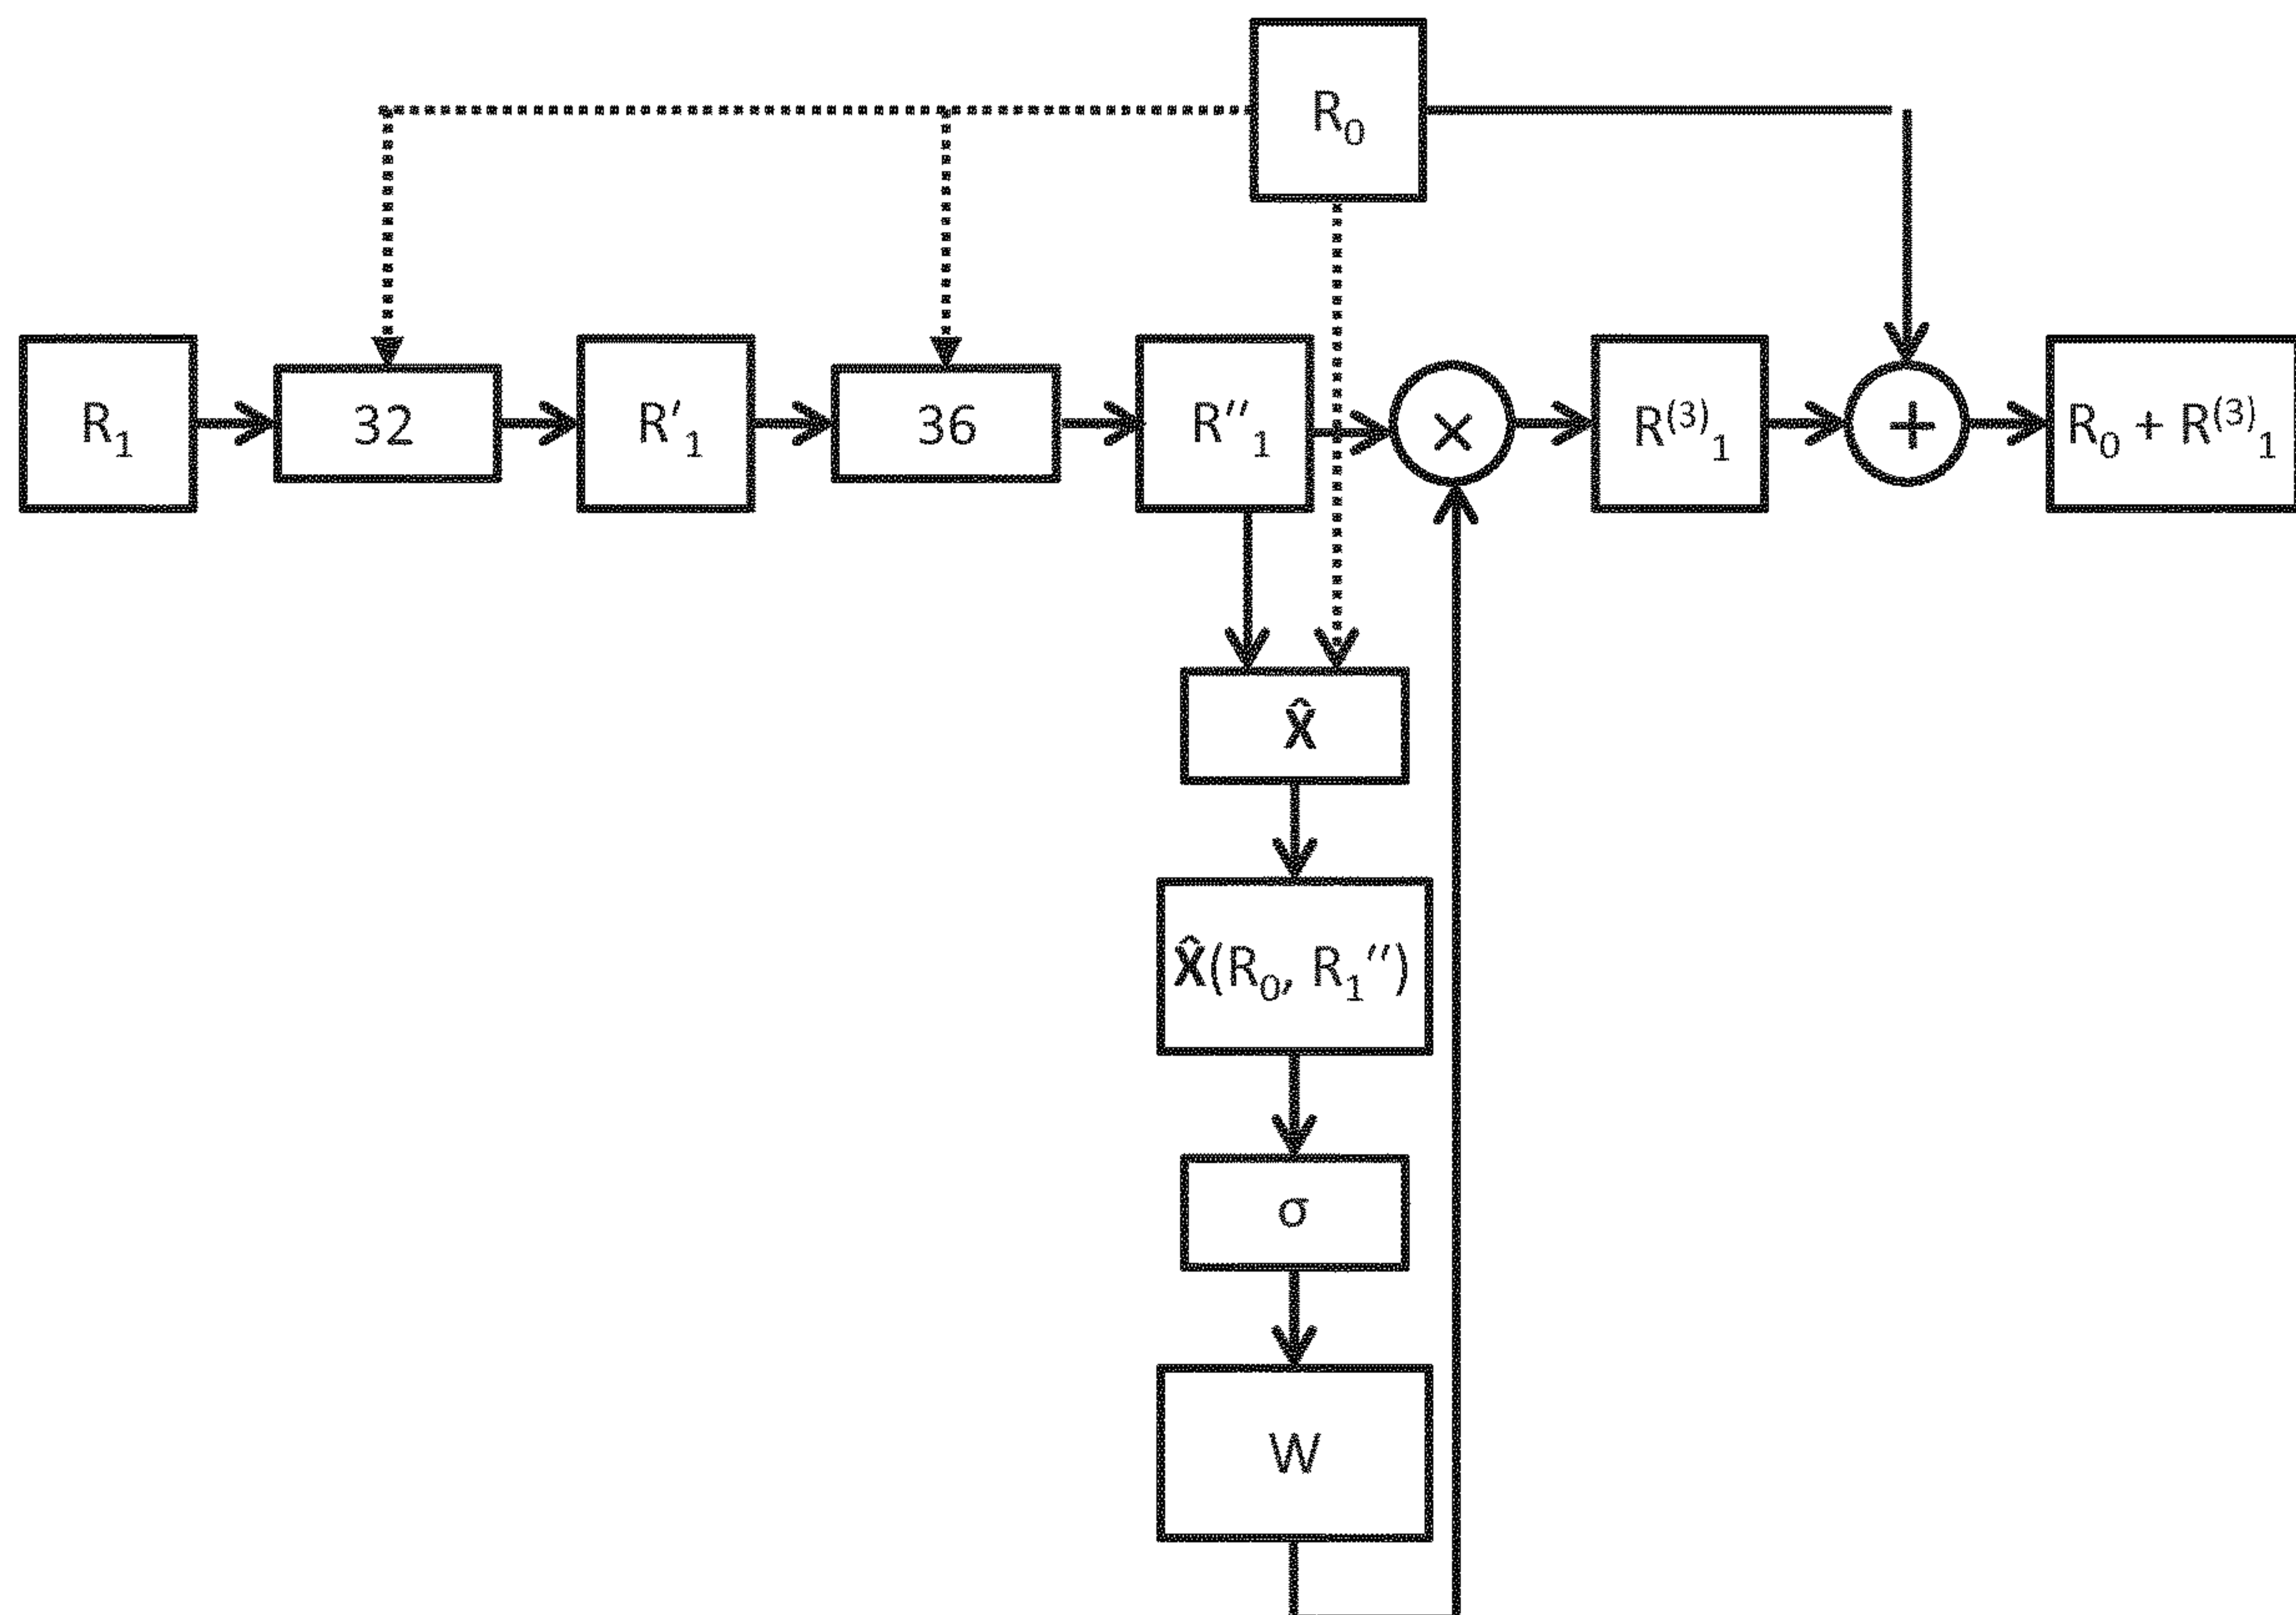 R₀
R₁
32
R′₁
36
R″₁
×
R⁽³⁾₁
+
R₀ + R⁽³⁾₁
X̂
X̂(R₀, R₁″)
σ
W